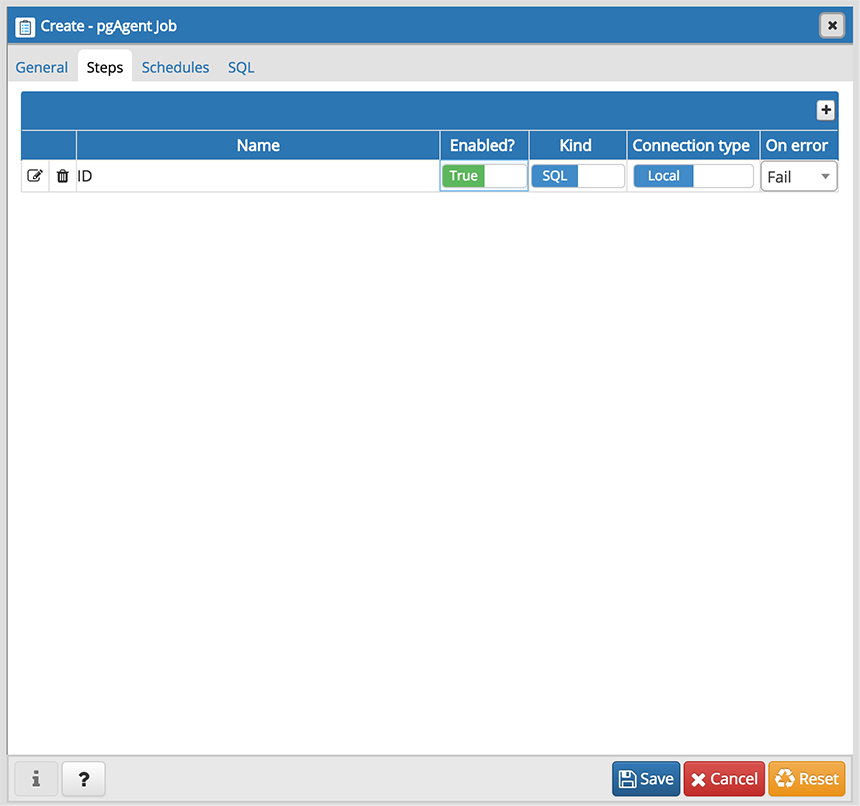 Create - pgAgent Job
General Steps Schedules SQL
Name Enabled? Kind Connection type On error
ID True SQL Local Fail
? Save Cancel Reset